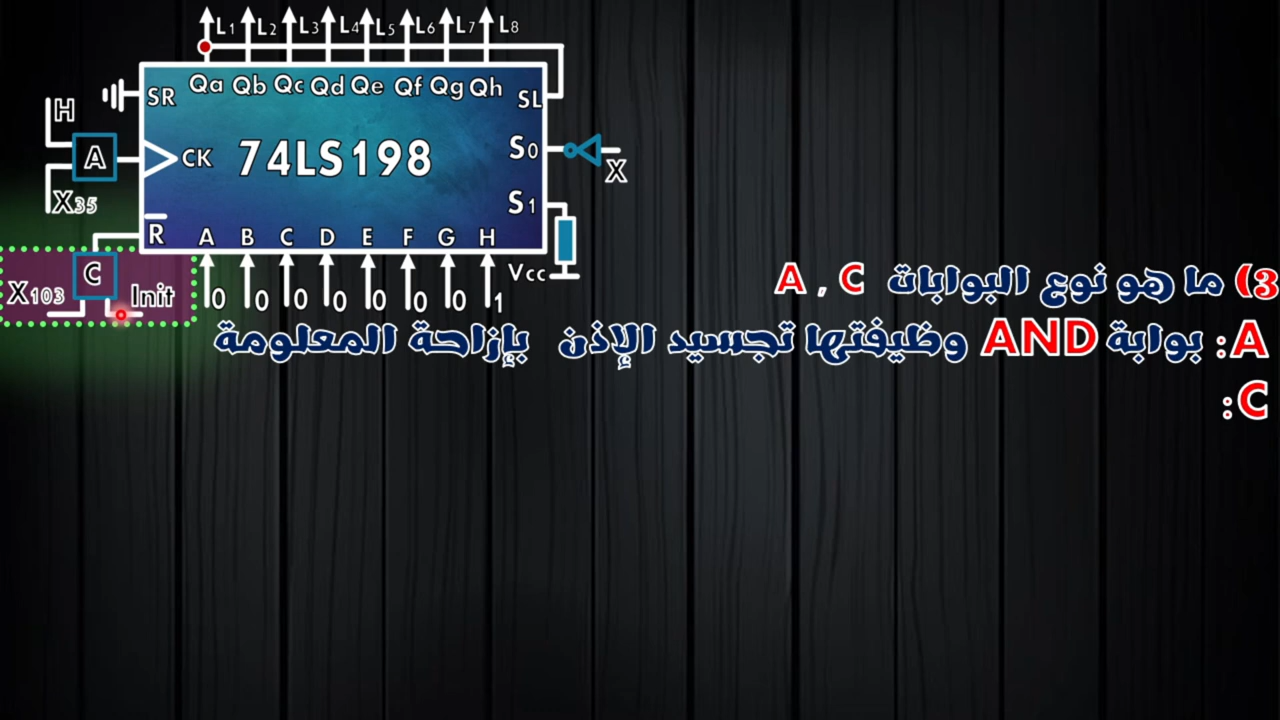 L1 L2 L3 L4 L5 L6 L7 L8
Qa Qb Qc Qd Qe Qf Qg Qh
SR SL
H
A CK 74LS198 S0
X
X35
S1
R A B C D E F G H
C
Vcc
X103 Init
0 0 0 0 0 0 0 1
3) ما هو نوع البوابات A , C
A: بوابة AND وظيفتها تجسيد الإذن بإزاحة المعلومة
C: